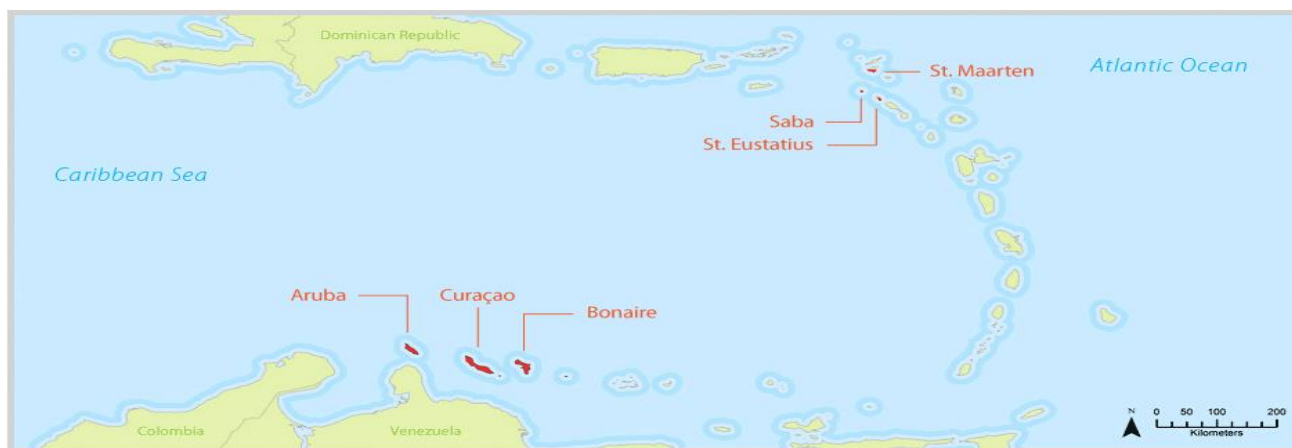 Dominican Republic
St. Maarten
Atlantic Ocean
Saba
St. Eustatius
Caribbean Sea
Aruba
Curaçao
Bonaire
Colombia
Venezuela
N
0 50 100 200
Kilometers